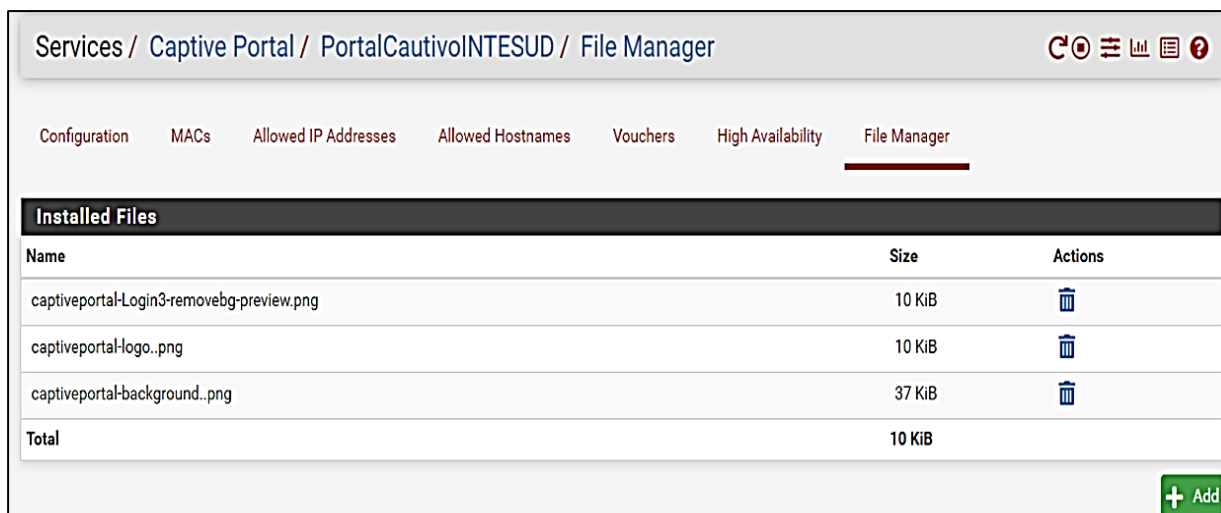 Services / Captive Portal / PortalCautivoINTESUD / File Manager
Configuration MACs Allowed IP Addresses Allowed Hostnames Vouchers High Availability File Manager
Installed Files
Name Size Actions
captiveportal-Login3-removebg-preview.png 10 KiB
captiveportal-logo..png 10 KiB
captiveportal-background..png 37 KiB
Total 10 KiB
+ Add